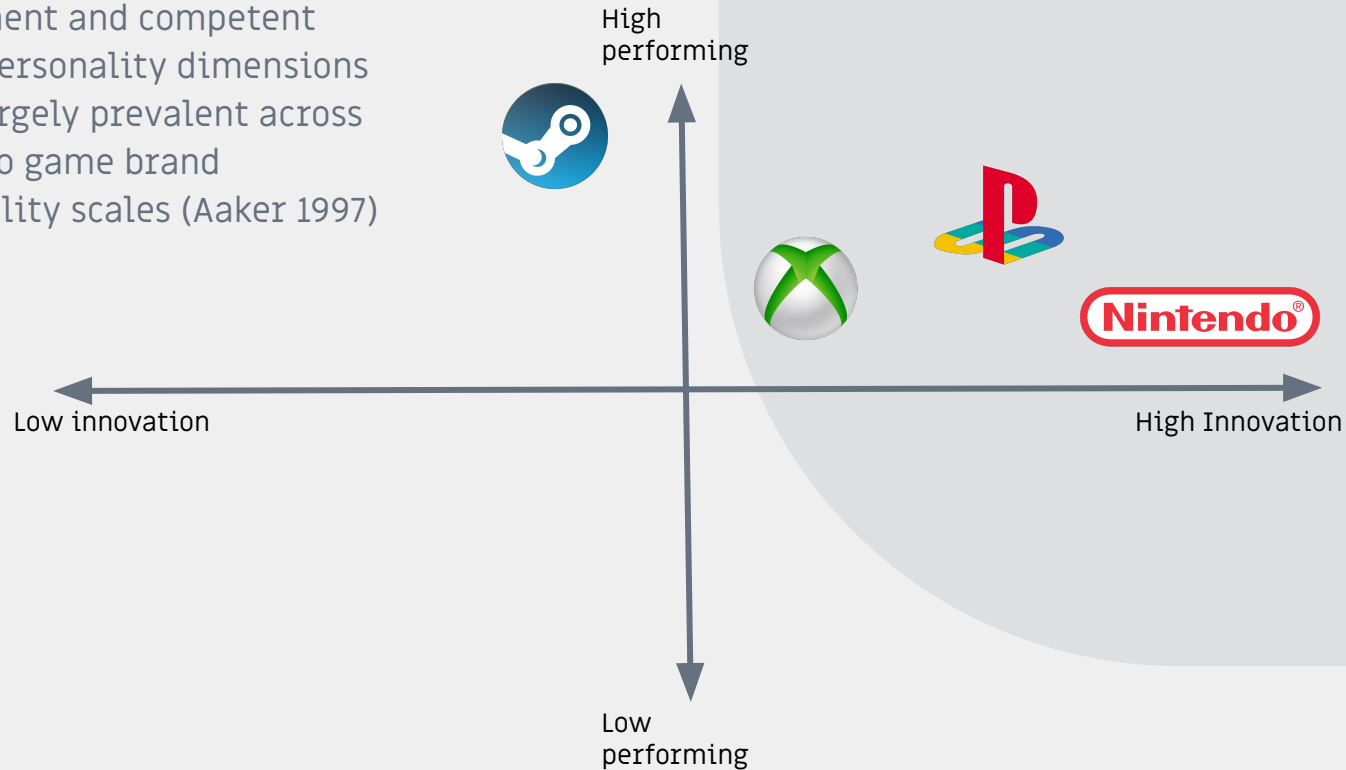 ent and competent
ersonality dimensions
rgely prevalent across
o game brand
lity scales (Aaker 1997)
High
performing
Nintendo®
Low innovation
High Innovation
Low
performing